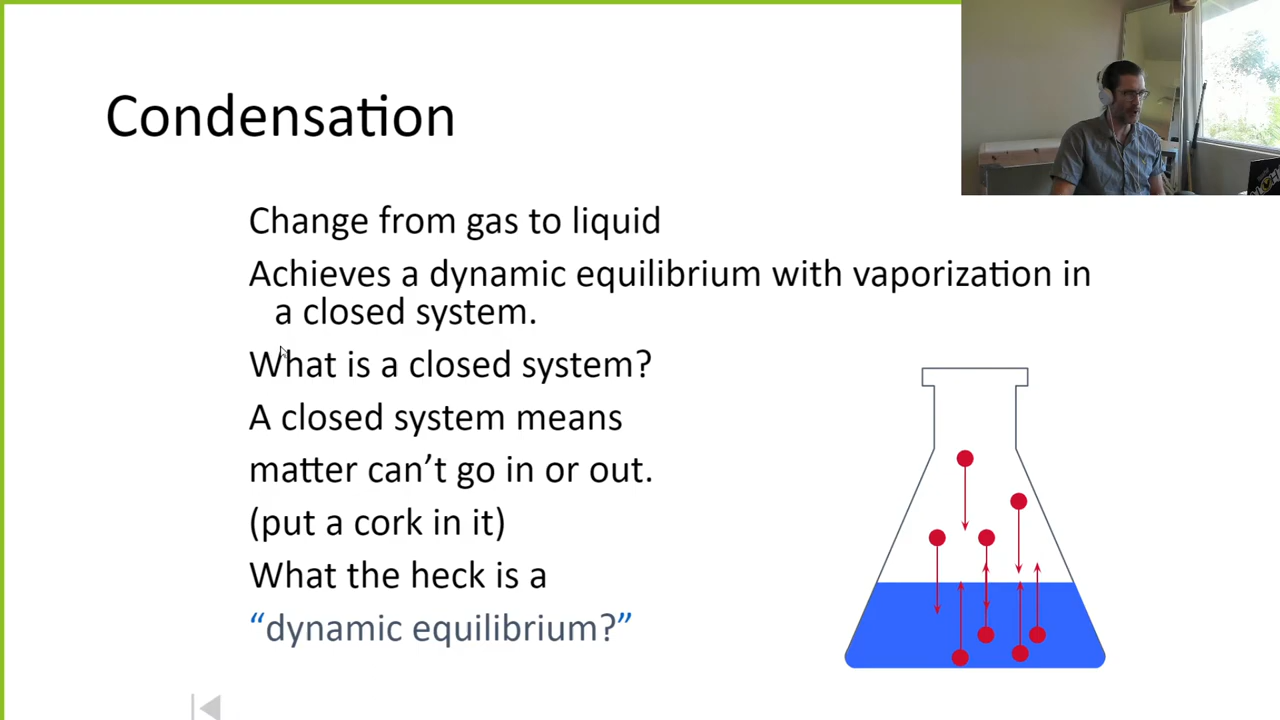 Condensation
Change from gas to liquid
Achieves a dynamic equilibrium with vaporization in
a closed system.
What is a closed system?
A closed system means
matter can’t go in or out.
(put a cork in it)
What the heck is a
“dynamic equilibrium?”